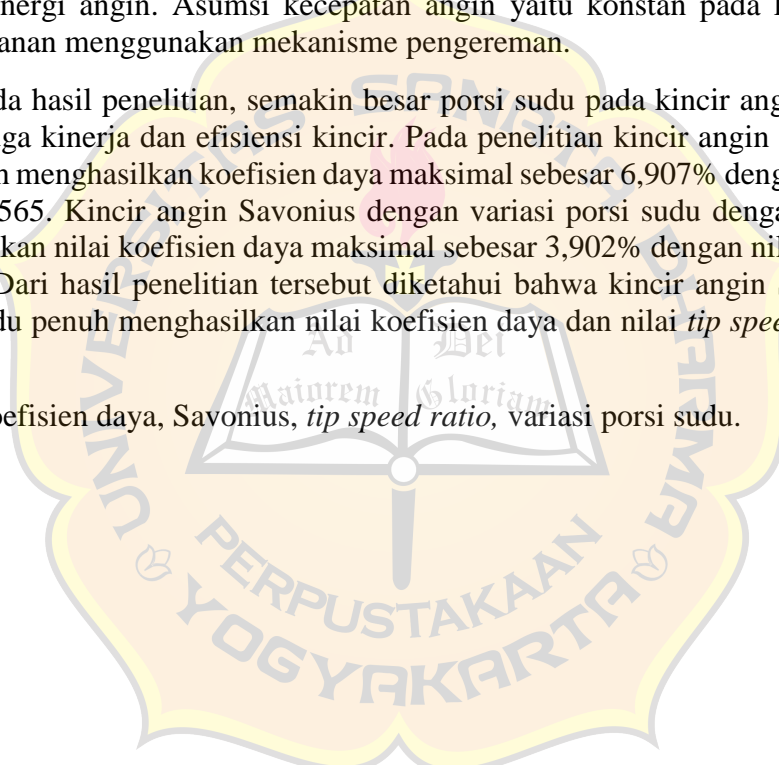 nergi angin. Asumsi kecepatan angin yaitu konstan pada
anan menggunakan mekanisme pengereman.
da hasil penelitian, semakin besar porsi sudu pada kincir ang
ga kinerja dan efisiensi kincir. Pada penelitian kincir angin
n menghasilkan koefisien daya maksimal sebesar 6,907% deng
565. Kincir angin Savonius dengan variasi porsi sudu denga
kan nilai koefisien daya maksimal sebesar 3,902% dengan nil
Dari hasil penelitian tersebut diketahui bahwa kincir angin
du penuh menghasilkan nilai koefisien daya dan nilai tip spee
oefisien daya, Savonius, tip speed ratio, variasi porsi sudu.
UNIVERSITAS SANATA DHARMA
Ad Dei
Maiorem Gloriam
PERPUSTAKAAN
YOGYAKARTA